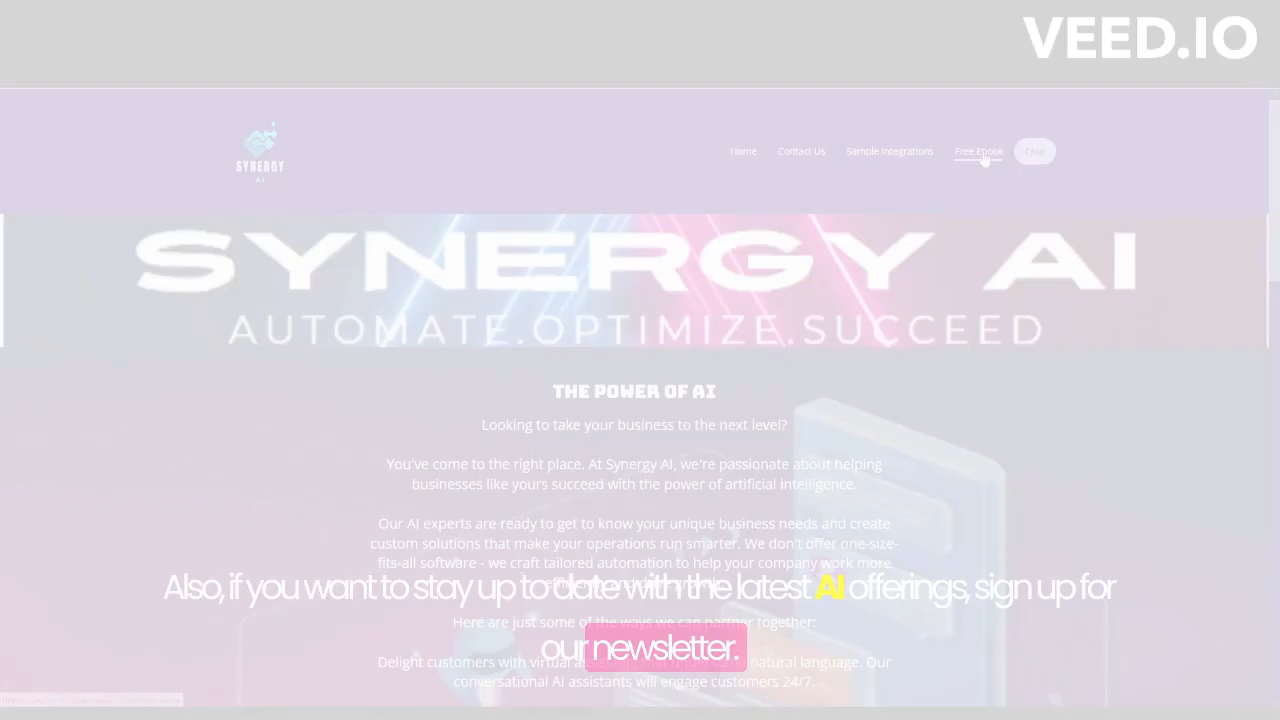 VEED.IO
SYNERGY
AI
Home Contact Us Sample Integrations Free Ebook Chat
SYNERGY AI
AUTOMATE.OPTIMIZE.SUCCEED
THE POWER OF AI
Looking to take your business to the next level?
You've come to the right place. At Synergy AI, we're passionate about helping
businesses like yours succeed with the power of artificial intelligence.
Our AI experts are ready to get to know your unique business needs and create
custom solutions that make your operations run smarter. We don't offer one-size-
fits-all software - we craft tailored automation to help your company work more
Also, if you want to stay up to date with the latest AI offerings, sign up for
Here are just some of the ways we can partner together:
our newsletter.
Delight customers with virtual natural language. Our
conversational AI assistants will engage customers 24/7.